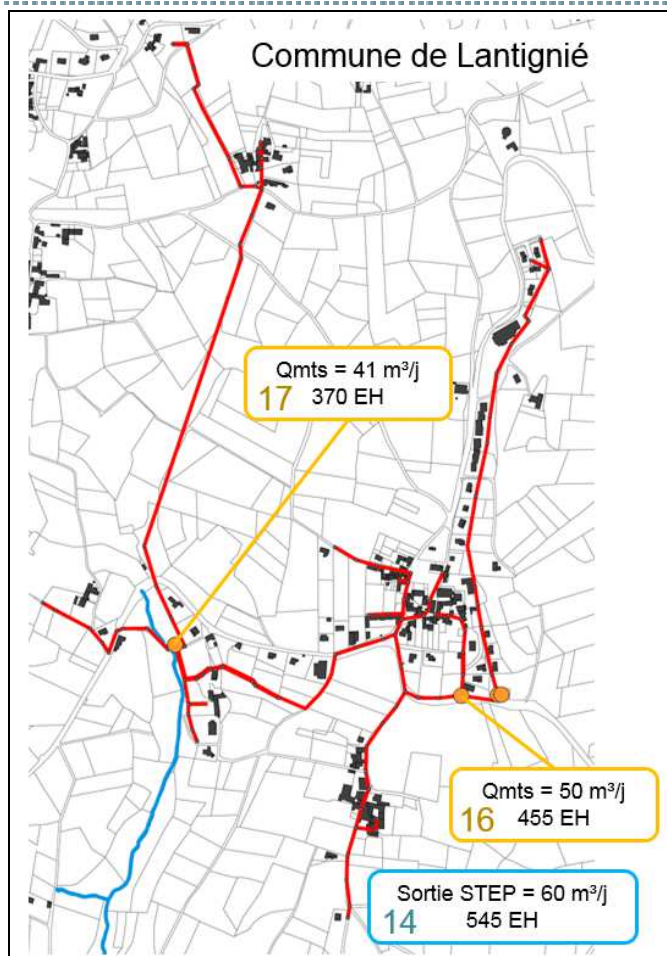 Commune de Lantignié
Qmts = 41 m³/j
17 370 EH
Qmts = 50 m³/j
16 455 EH
Sortie STEP = 60 m³/j
14 545 EH